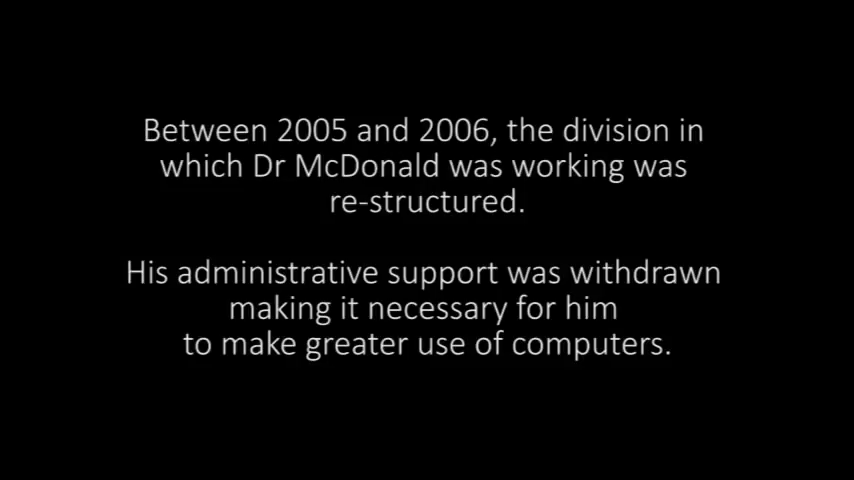 Between 2005 and 2006, the division in
which Dr McDonald was working was
re-structured.
His administrative support was withdrawn
making it necessary for him
to make greater use of computers.